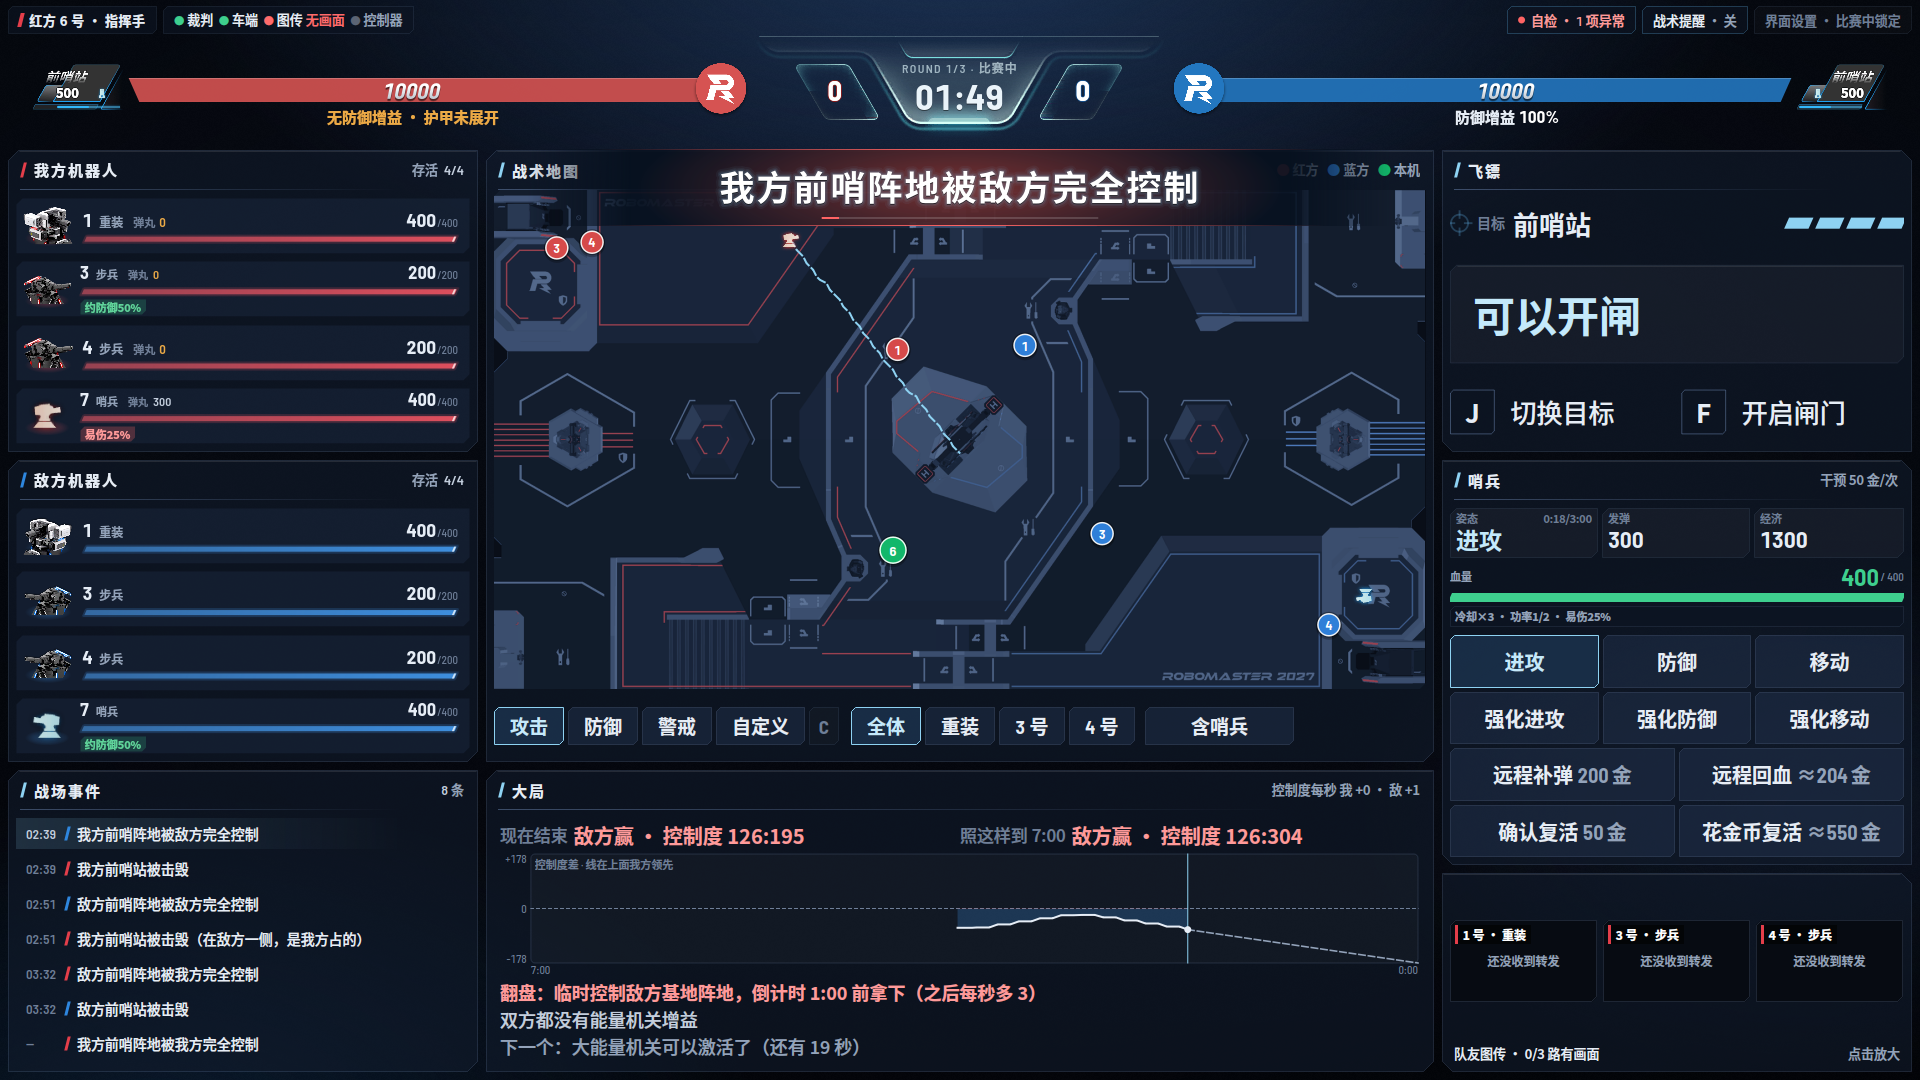 红方 6 号 · 指挥手
裁判 车端 图传 无画面 控制器
自检 · 1 项异常
战术提醒 · 关
界面设置 · 比赛中锁定
前哨站
500
10000
无防御增益 · 护甲未展开
0
ROUND 1/3 · 比赛中
01:49
0
10000
防御增益 100%
前哨站
500
我方机器人
存活 4/4
1 重装 弹丸 0
400/400
3 步兵 弹丸 0
200/200
约防御50%
4 步兵 弹丸 0
200/200
7 哨兵 弹丸 300
400/400
易伤25%
敌方机器人
存活 4/4
1 重装
400/400
3 步兵
200/200
4 步兵
200/200
7 哨兵
400/400
约防御50%
战场事件
8 条
02:39 我方前哨阵地被敌方完全控制
02:39 我方前哨站被击毁
02:51 敌方前哨阵地被敌方完全控制
02:51 我方前哨站被击毁（在敌方一侧，是我方占的）
03:32 敌方前哨阵地被我方完全控制
03:32 敌方前哨站被击毁
– 我方前哨阵地被我方完全控制
战术地图
我方前哨阵地被敌方完全控制
红方 蓝方 本机
3
4
1
1
3
6
4
H
H
ROBOMASTER 2027
攻击
防御
警戒
自定义
C
全体
重装
3 号
4 号
含哨兵
大局
控制度每秒 我 +0 · 敌 +1
现在结束 敌方赢 · 控制度 126:195
照这样到 7:00 敌方赢 · 控制度 126:304
+178
控制度差 · 线在上面我方领先
0
-178
7:00
0:00
翻盘：临时控制敌方基地阵地，倒计时 1:00 前拿下（之后每秒多 3）
双方都没有能量机关增益
下一个：大能量机关可以激活了（还有 19 秒）
飞镖
目标 前哨站
可以开闸
J 切换目标
F 开启闸门
哨兵
干预 50 金/次
姿态 0:18/3:00
进攻
发弹
300
经济
1300
血量
400/ 400
冷却×3 · 功率1/2 · 易伤25%
进攻
防御
移动
强化进攻
强化防御
强化移动
远程补弹 200 金
远程回血 ≈204 金
确认复活 50 金
花金币复活 ≈550 金
1 号 · 重装
还没收到转发
3 号 · 步兵
还没收到转发
4 号 · 步兵
还没收到转发
队友图传 · 0/3 路有画面
点击放大